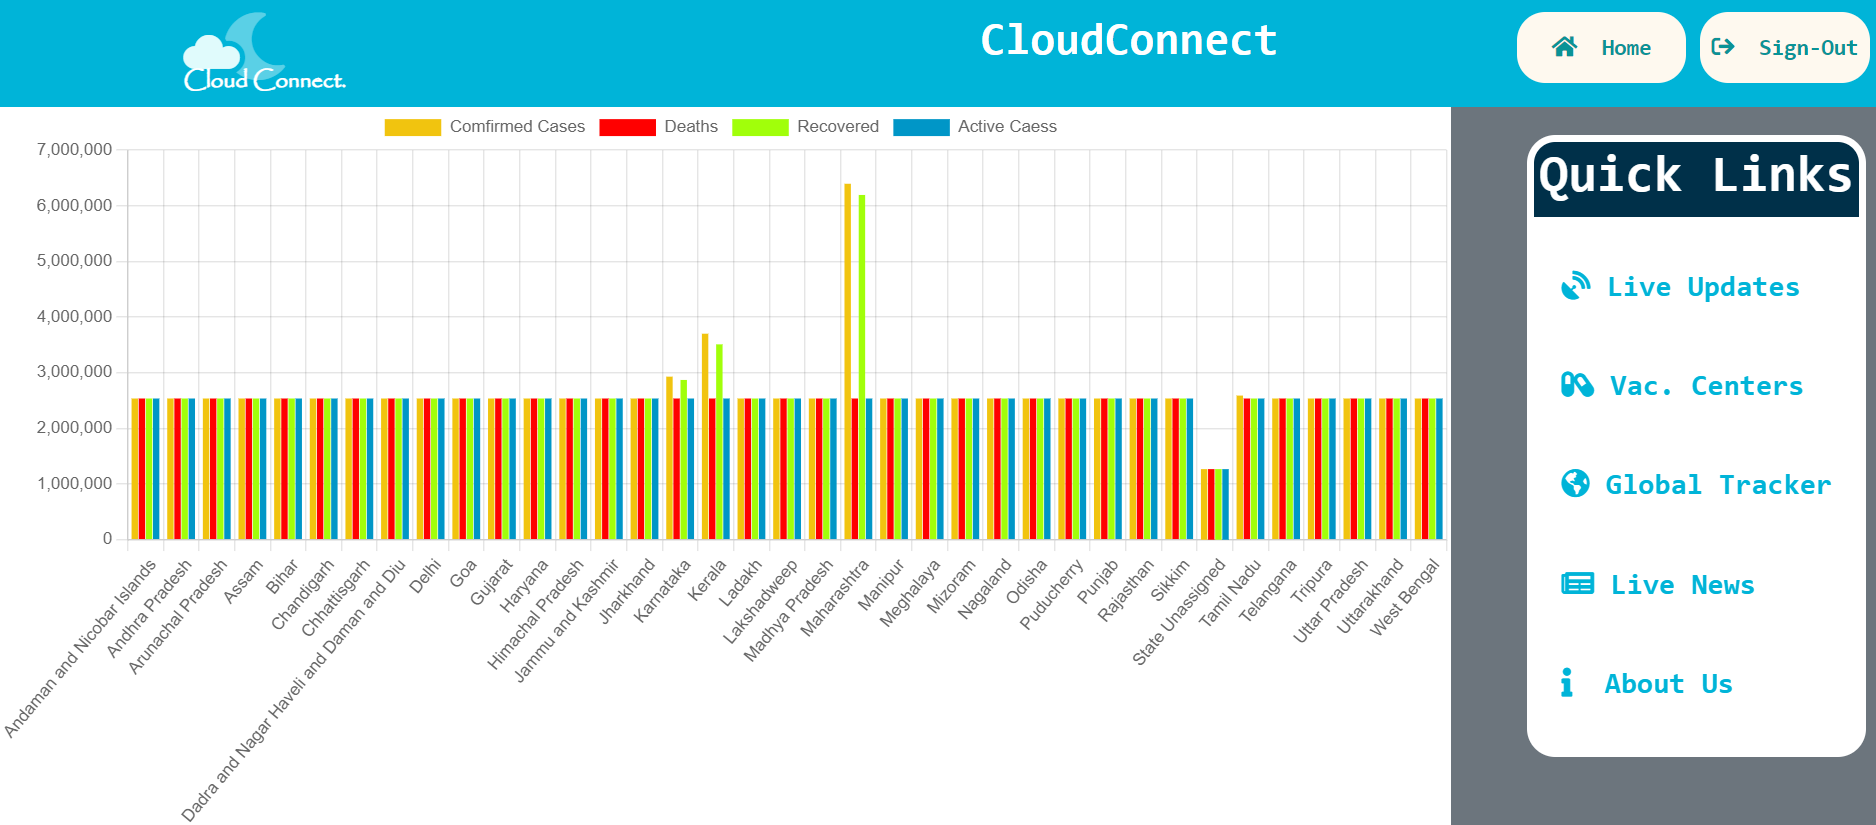 Cloud Connect.
CloudConnect
Home
Sign-Out
Comfirmed Cases
Deaths
Recovered
Active Caess
7,000,000
6,000,000
5,000,000
4,000,000
3,000,000
2,000,000
1,000,000
0
Andaman and Nicobar Islands
Andhra Pradesh
Arunachal Pradesh
Assam
Bihar
Chandigarh
Chhattisgarh
Dadra and Nagar Haveli and Daman and Diu
Delhi
Goa
Gujarat
Haryana
Himachal Pradesh
Jammu and Kashmir
Jharkhand
Karnataka
Kerala
Ladakh
Lakshadweep
Madhya Pradesh
Maharashtra
Manipur
Meghalaya
Mizoram
Nagaland
Odisha
Puducherry
Punjab
Rajasthan
Sikkim
State Unassigned
Tamil Nadu
Telangana
Tripura
Uttar Pradesh
Uttarakhand
West Bengal
Quick Links
Live Updates
Vac. Centers
Global Tracker
Live News
About Us